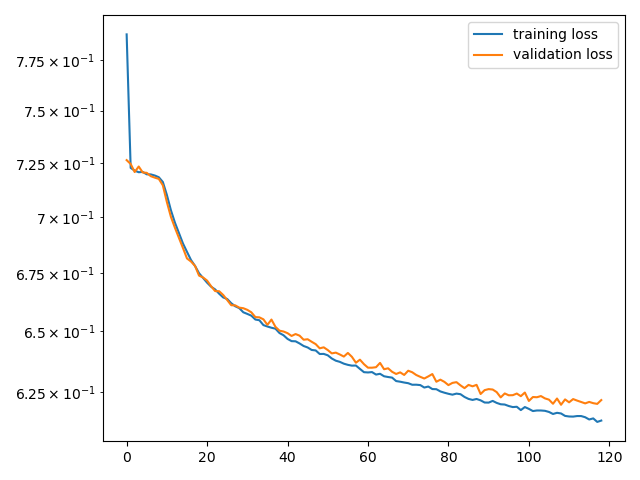 training loss
validation loss
7.75 × 10⁻¹
7.5 × 10⁻¹
7.25 × 10⁻¹
7 × 10⁻¹
6.75 × 10⁻¹
6.5 × 10⁻¹
6.25 × 10⁻¹
0 20 40 60 80 100 120